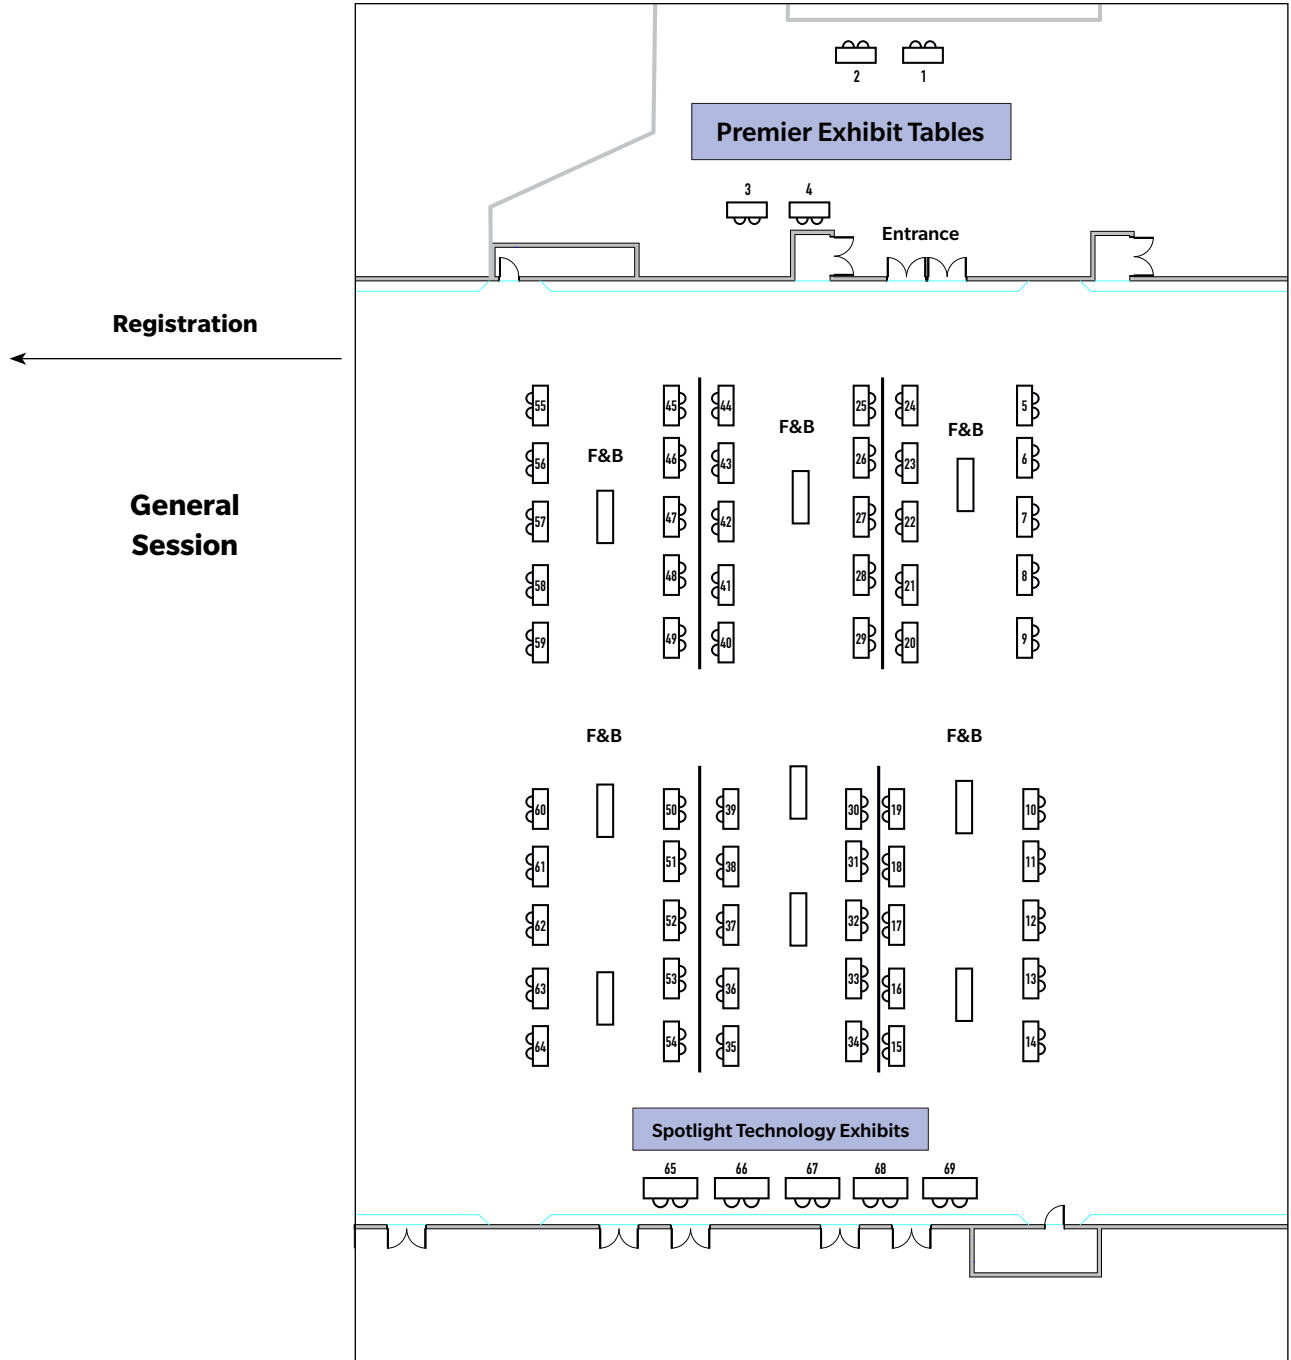 2 1
Premier Exhibit Tables
3 4
Entrance
Registration
55 45 44 25 24 5
F&B F&B F&B
56 46 43 26 23 6
57 47 42 27 22 7
General
Session
58 48 41 28 21 8
59 49 40 29 20 9
F&B F&B
60 50 39 30 19 10
61 51 38 31 18 11
62 52 37 32 17 12
63 53 36 33 16 13
64 54 35 34 15 14
Spotlight Technology Exhibits
65 66 67 68 69